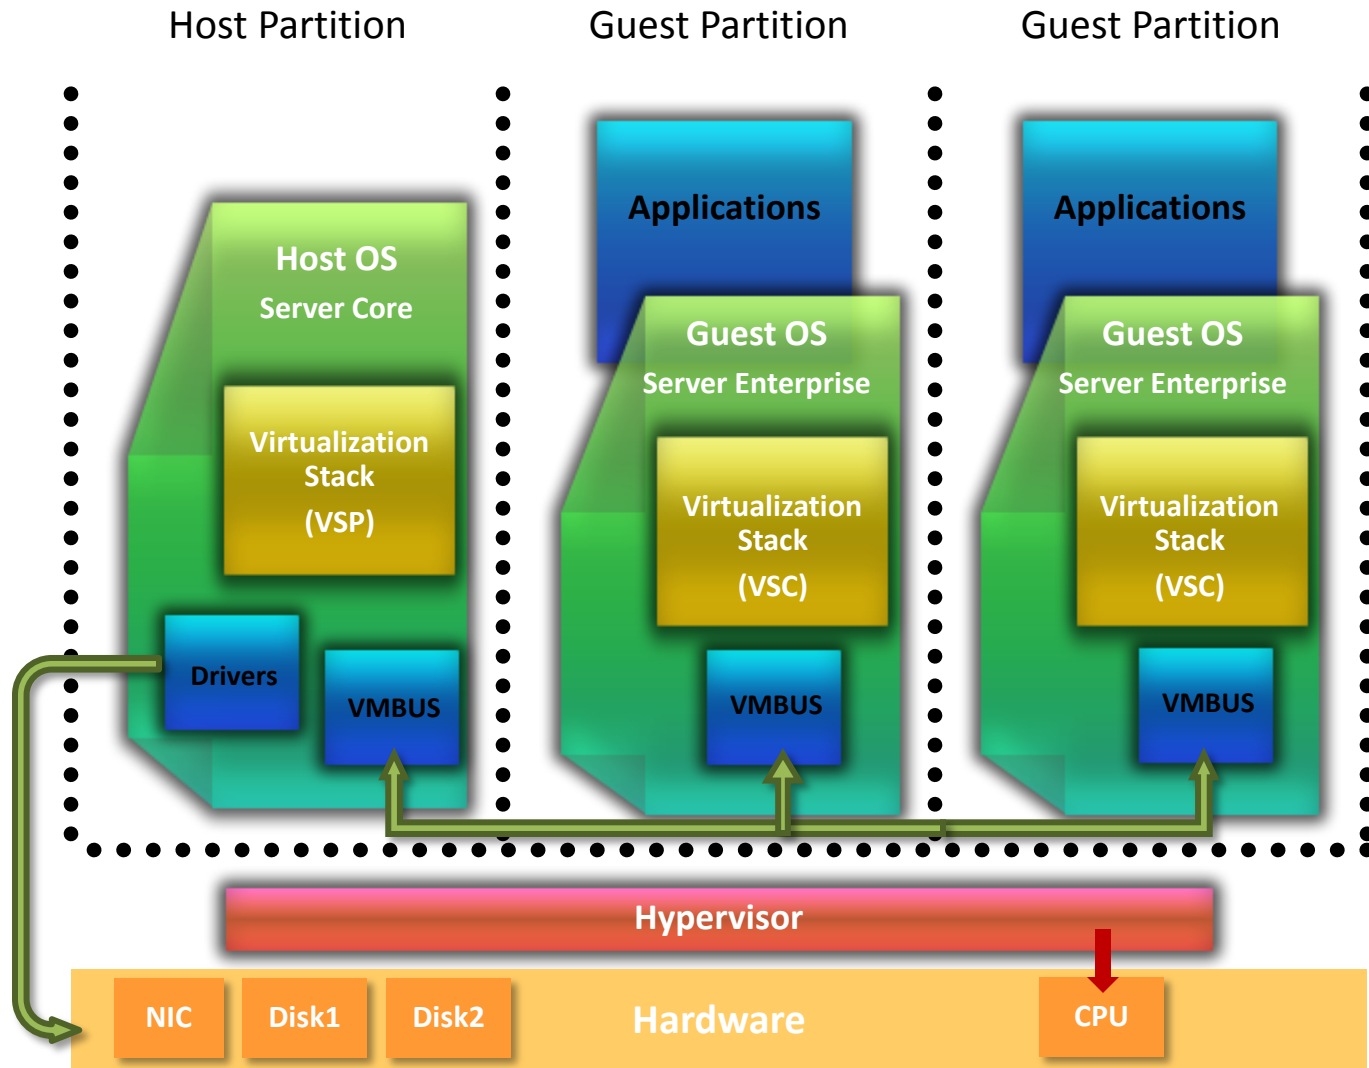 Host Partition
Guest Partition
Guest Partition
Host OS
Server Core
Virtualization
Stack
(VSP)
Drivers
VMBUS
Applications
Guest OS
Server Enterprise
Virtualization
Stack
(VSC)
VMBUS
Applications
Guest OS
Server Enterprise
Virtualization
Stack
(VSC)
VMBUS
Hypervisor
NIC
Disk1
Disk2
Hardware
CPU